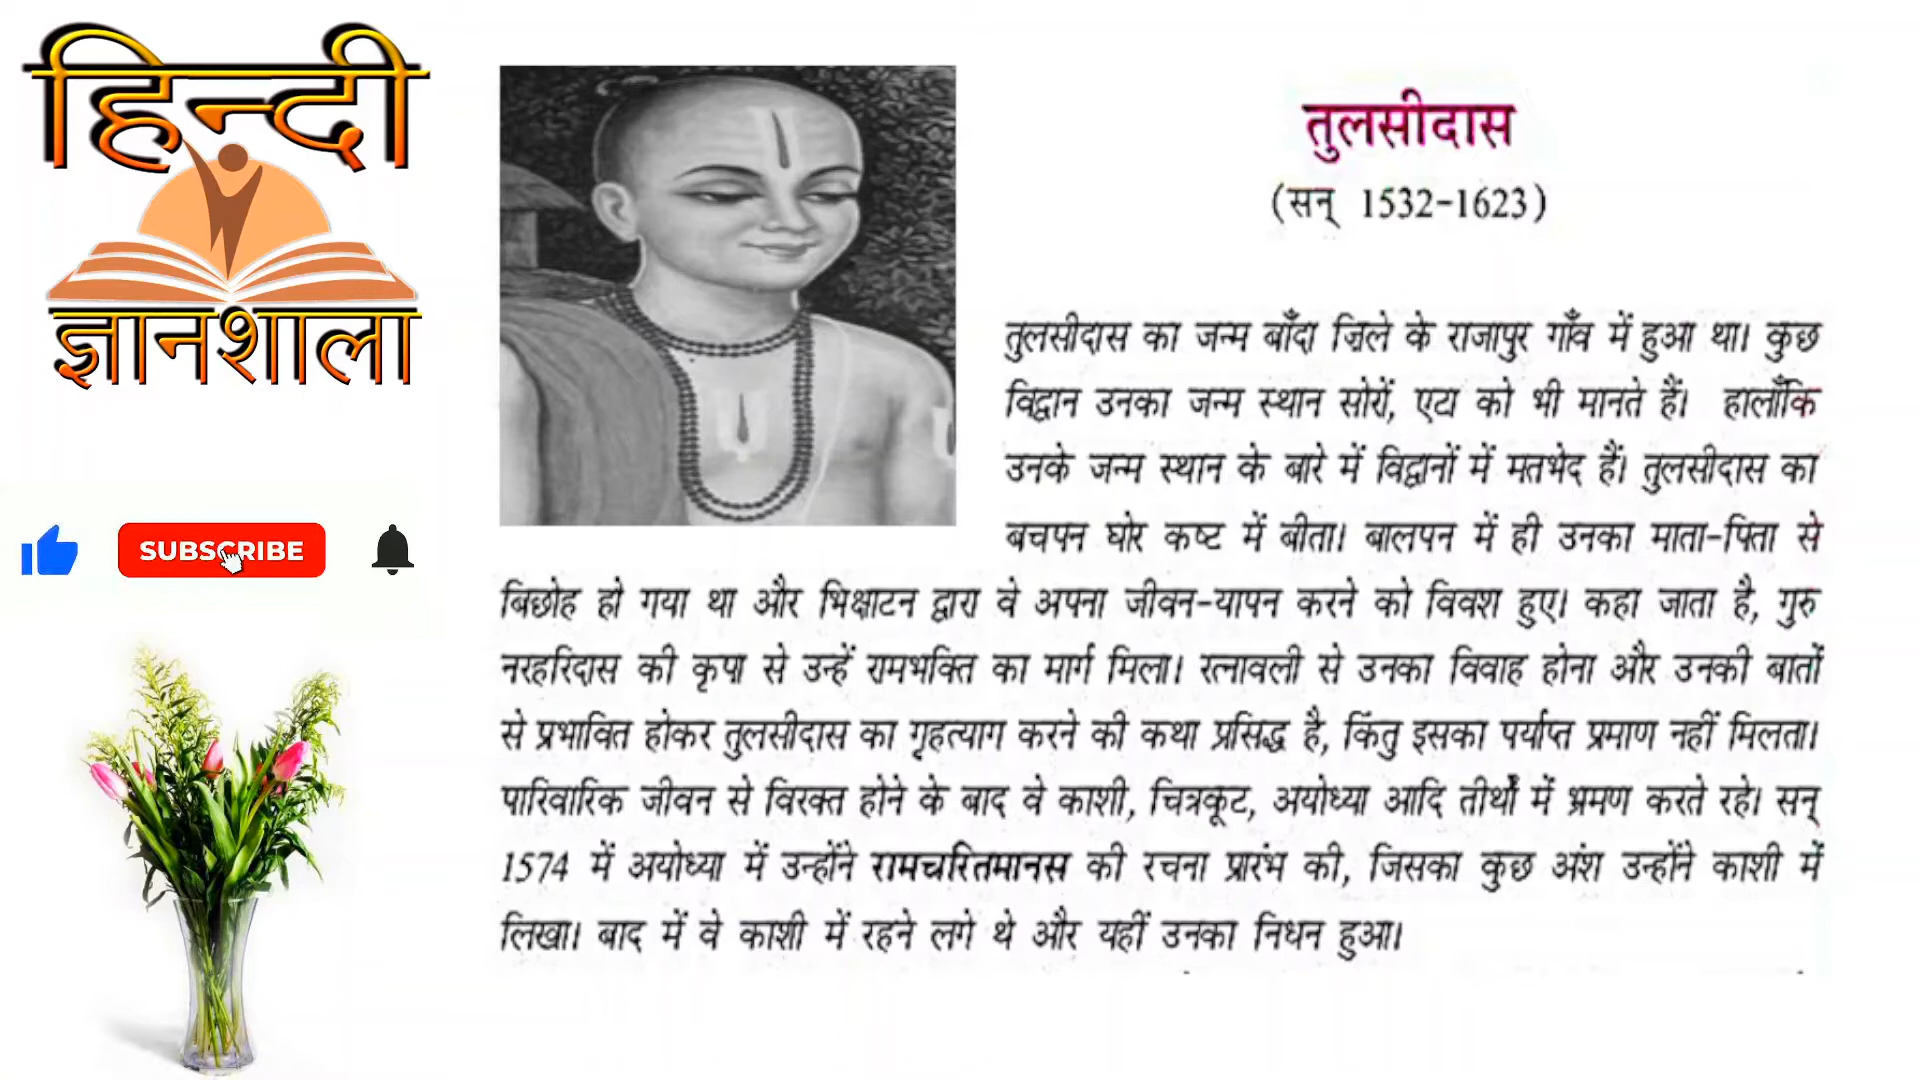 हिन्दी
ज्ञानशाला
SUBSCRIBE
तुलसीदास
(सन् 1532-1623)
तुलसीदास का जन्म बाँदा ज़िले के राजापुर गाँव में हुआ था। कुछ
विद्वान उनका जन्म स्थान सोरों, एटा को भी मानते हैं। हालाँकि
उनके जन्म स्थान के बारे में विद्वानों में मतभेद हैं। तुलसीदास का
बचपन घोर कष्ट में बीता। बालपन में ही उनका माता-पिता से
बिछोह हो गया था और भिक्षाटन द्वारा वे अपना जीवन-यापन करने को विवश हुए। कहा जाता है, गुरु
नरहरिदास की कृपा से उन्हें रामभक्ति का मार्ग मिला। रत्नावली से उनका विवाह होना और उनकी बातों
से प्रभावित होकर तुलसीदास का गृहत्याग करने की कथा प्रसिद्ध है, किंतु इसका पर्याप्त प्रमाण नहीं मिलता।
पारिवारिक जीवन से विरक्त होने के बाद वे काशी, चित्रकूट, अयोध्या आदि तीर्थों में भ्रमण करते रहे। सन्
1574 में अयोध्या में उन्होंने रामचरितमानस की रचना प्रारंभ की, जिसका कुछ अंश उन्होंने काशी में
लिखा। बाद में वे काशी में रहने लगे थे और यहीं उनका निधन हुआ।